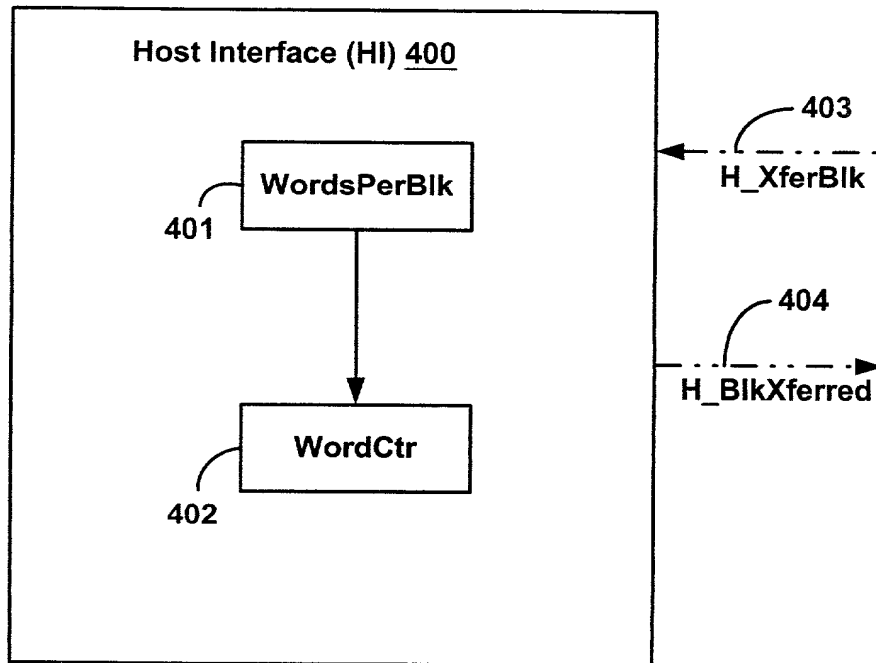 Host Interface (HI) 400
403
WordsPerBlk
H_XferBlk
401
404
H_BlkXferred
WordCtr
402